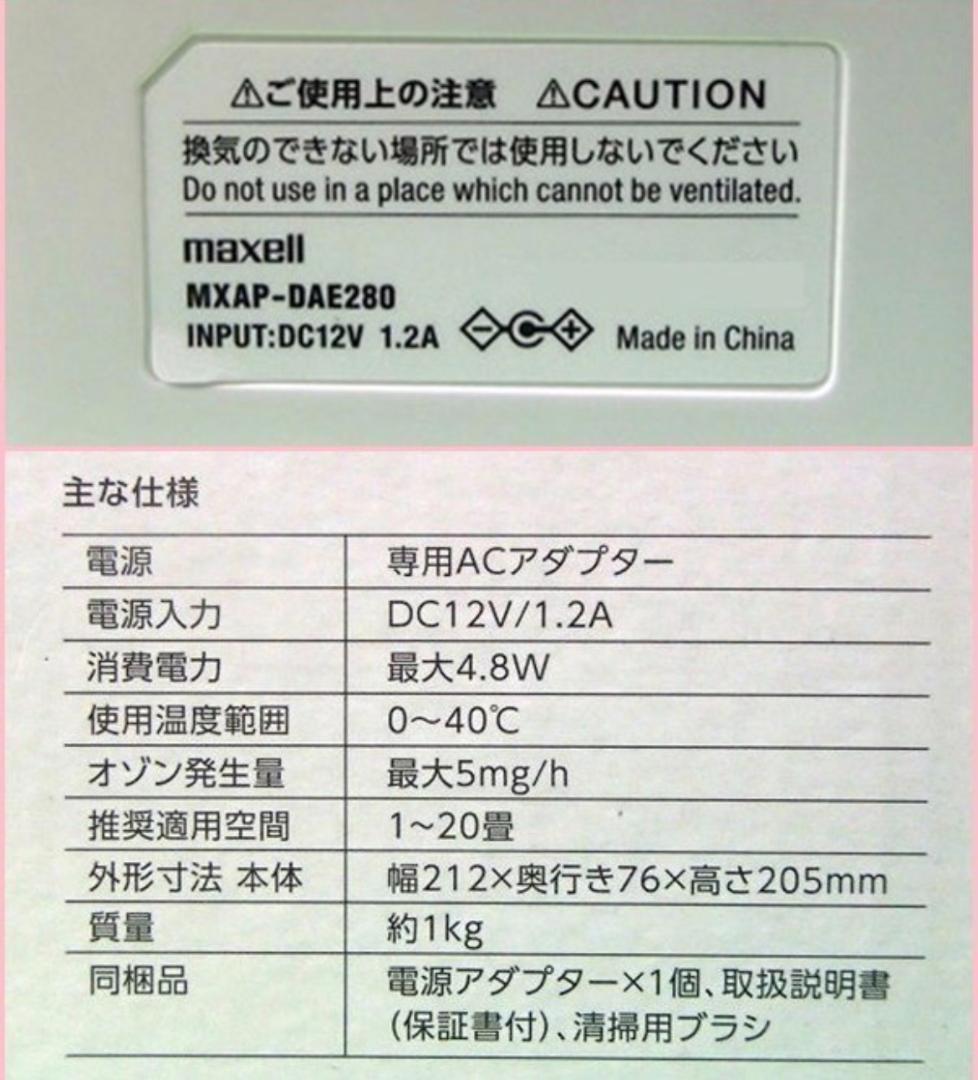 ⚠ご使用上の注意 ⚠CAUTION
換気のできない場所では使用しないでください
Do not use in a place which cannot be ventilated.
maxell
MXAP-DAE280
INPUT:DC12V 1.2A Made in China
主な仕様
電源 専用ACアダプター
電源入力 DC12V/1.2A
消費電力 最大4.8W
使用温度範囲 0～40℃
オゾン発生量 最大5mg/h
推奨適用空間 1～20畳
外形寸法 本体 幅212×奥行き76×高さ205mm
質量 約1kg
同梱品 電源アダプター×1個、取扱説明書
(保証書付)、清掃用ブラシ